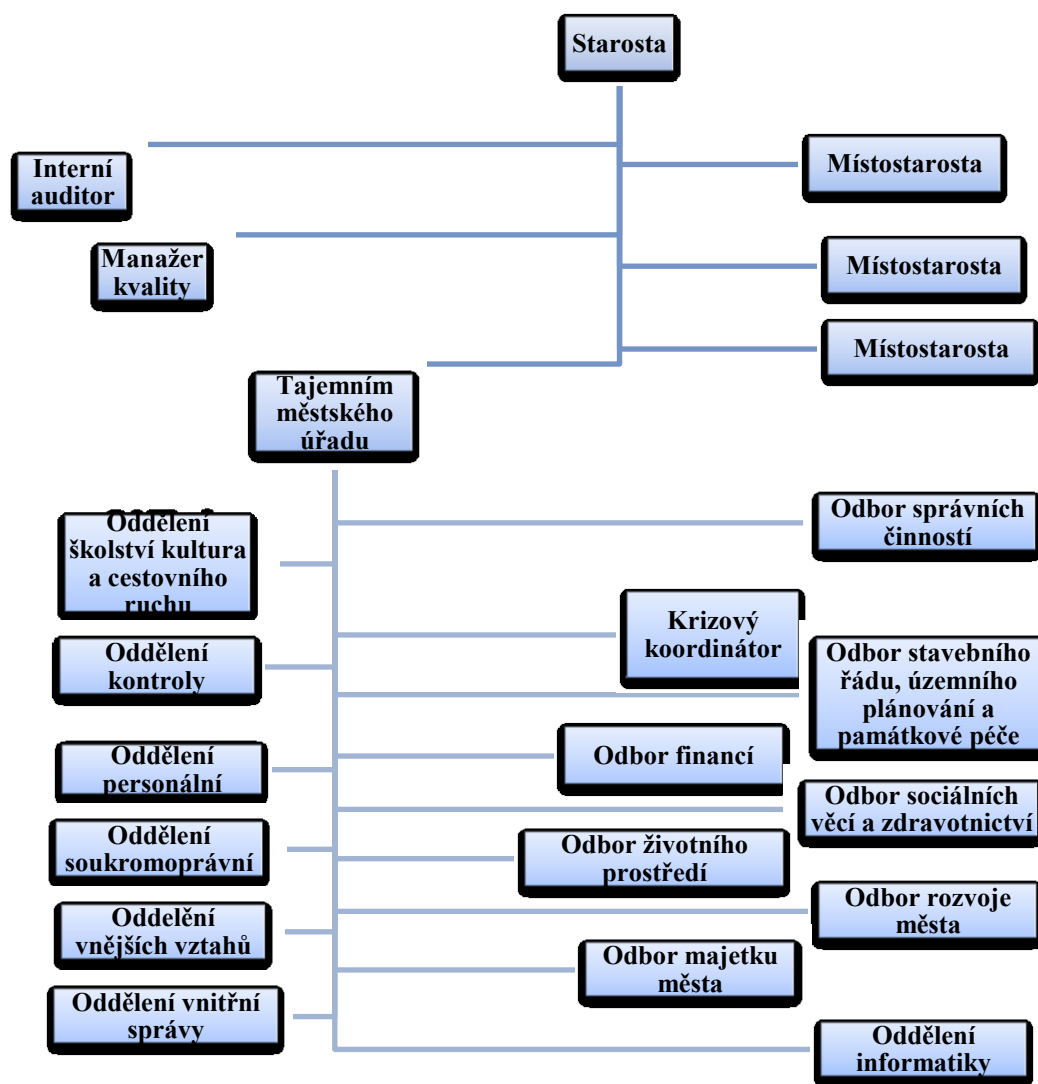 Starosta
Interní
auditor
Místostarosta
Manažer
kvality
Místostarosta
Místostarosta
Tajemním
městského
úřadu
Oddělení
školství kultura
a cestovního
ruchu
Odbor správních
činností
Krizový
koordinátor
Oddělení
kontroly
Odbor stavebního
řádu, územního
plánování a
památkové péče
Oddělení
personální
Odbor financí
Odbor sociálních
věcí a zdravotnictví
Oddělení
soukromoprávní
Odbor životního
prostředí
Oddelění
vnějších vztahů
Odbor rozvoje
města
Odbor majetku
města
Oddělení vnitřní
správy
Oddělení
informatiky